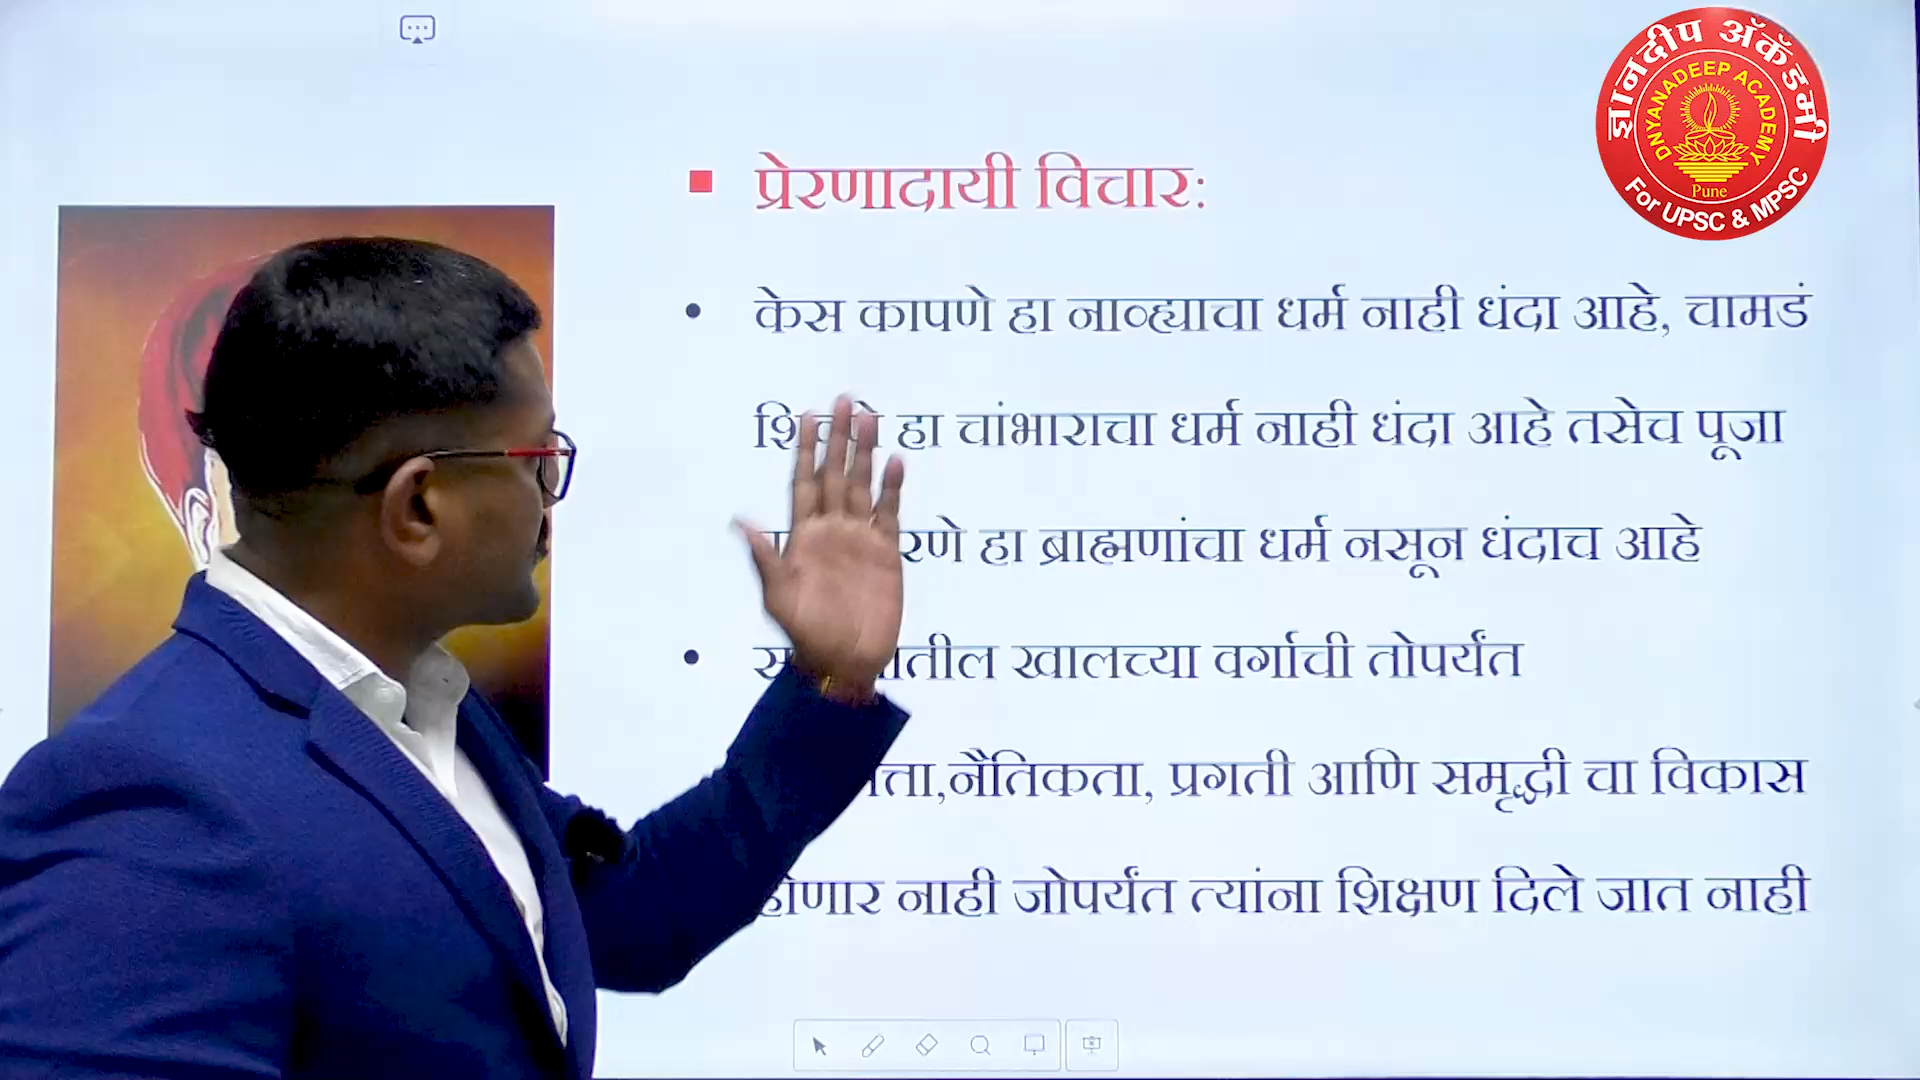 ज्ञानदीप अ‍ॅकॅडमी
DNYANADEEP ACADEMY
Pune
For UPSC & MPSC
प्रेरणादायी विचार:
केस कापणे हा नाव्ह्याचा धर्म नाही धंदा आहे, चामडं
हा चांभाराचा धर्म नाही धंदा आहे तसेच पूजा
हा ब्राह्मणांचा धर्म नसून धंदाच आहे
खालच्या वर्गाची तोपर्यंत
नैतिकता, प्रगती आणि समृद्धी चा विकास
होणार नाही जोपर्यंत त्यांना शिक्षण दिले जात नाही